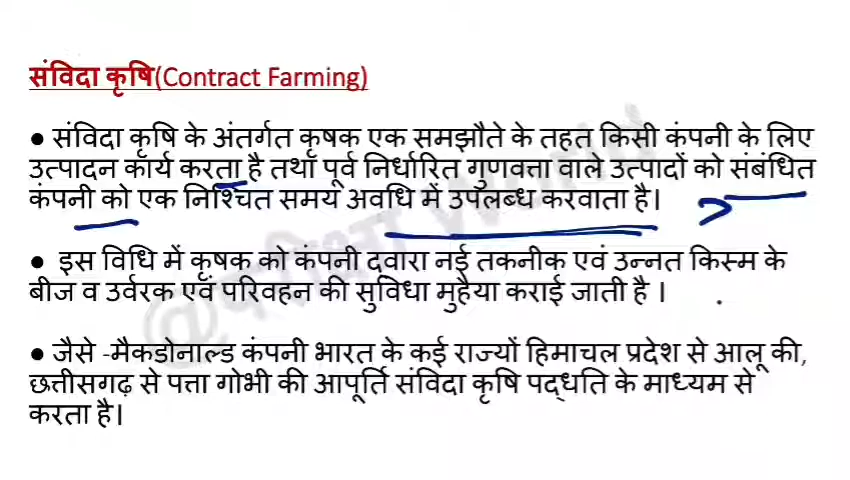 संविदा कृषि(Contract Farming)
● संविदा कृषि के अंतर्गत कृषक एक समझौते के तहत किसी कंपनी के लिए
उत्पादन कार्य करता है तथा पूर्व निर्धारित गुणवत्ता वाले उत्पादों को संबंधित
कंपनी को एक निश्चित समय अवधि में उपलब्ध करवाता है।
● इस विधि में कृषक को कंपनी दवारा नई तकनीक एवं उन्नत किस्म के
बीज व उर्वरक एवं परिवहन की सुविधा मुहैया कराई जाती है ।
● जैसे -मैकडोनाल्ड कंपनी भारत के कई राज्यों हिमाचल प्रदेश से आलू की,
छत्तीसगढ़ से पत्ता गोभी की आपूर्ति संविदा कृषि पद्धति के माध्यम से
करता है।
@परीक्षा World